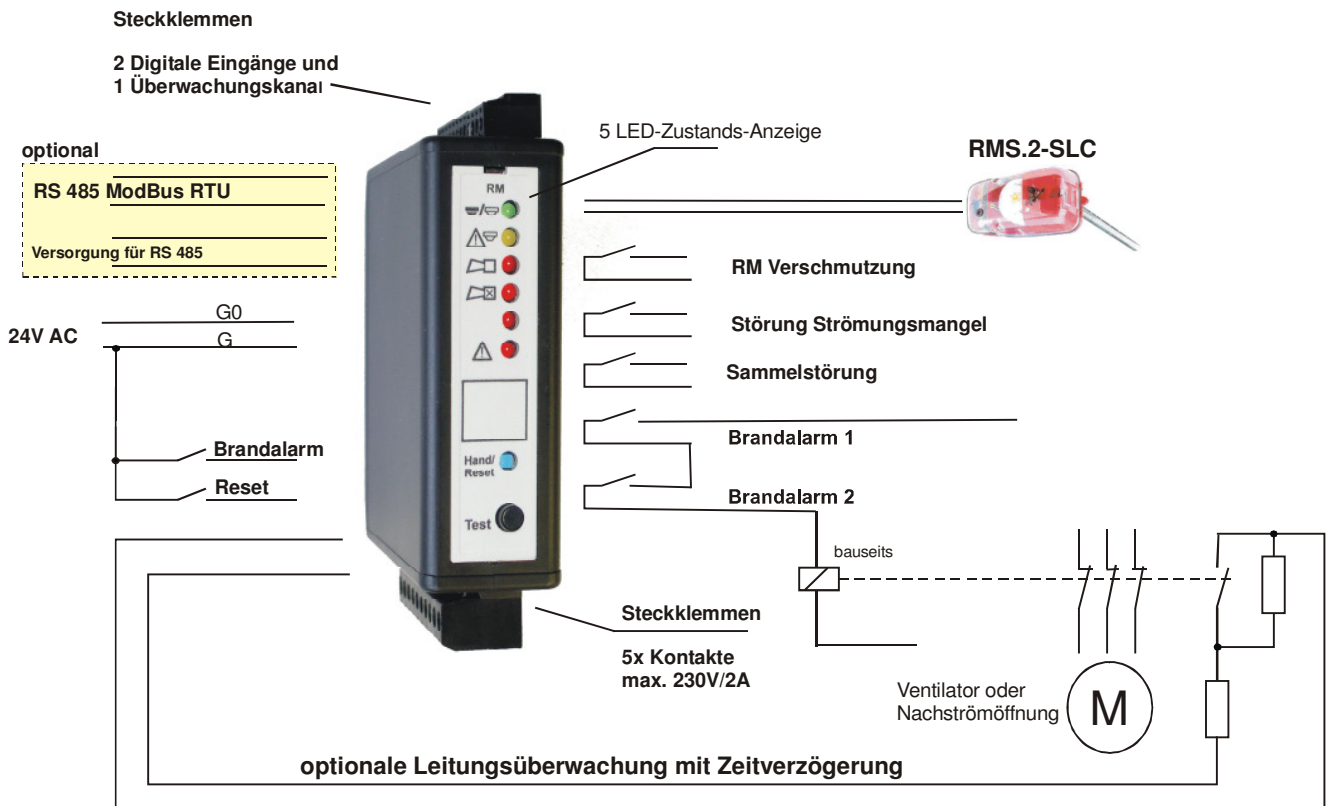 Steckklemmen
2 Digitale Eingänge und
1 Überwachungskanal
5 LED-Zustands-Anzeige
RMS.2-SLC
optional
RS 485 ModBus RTU
Versorgung für RS 485
24V AC
G0
G
Brandalarm
Reset
RM
Hand/
Reset
Test
RM Verschmutzung
Störung Strömungsmangel
Sammelstörung
Brandalarm 1
Brandalarm 2
bauseits
Steckklemmen
5x Kontakte
max. 230V/2A
Ventilator oder
Nachströmöffnung
M
optionale Leitungsüberwachung mit Zeitverzögerung